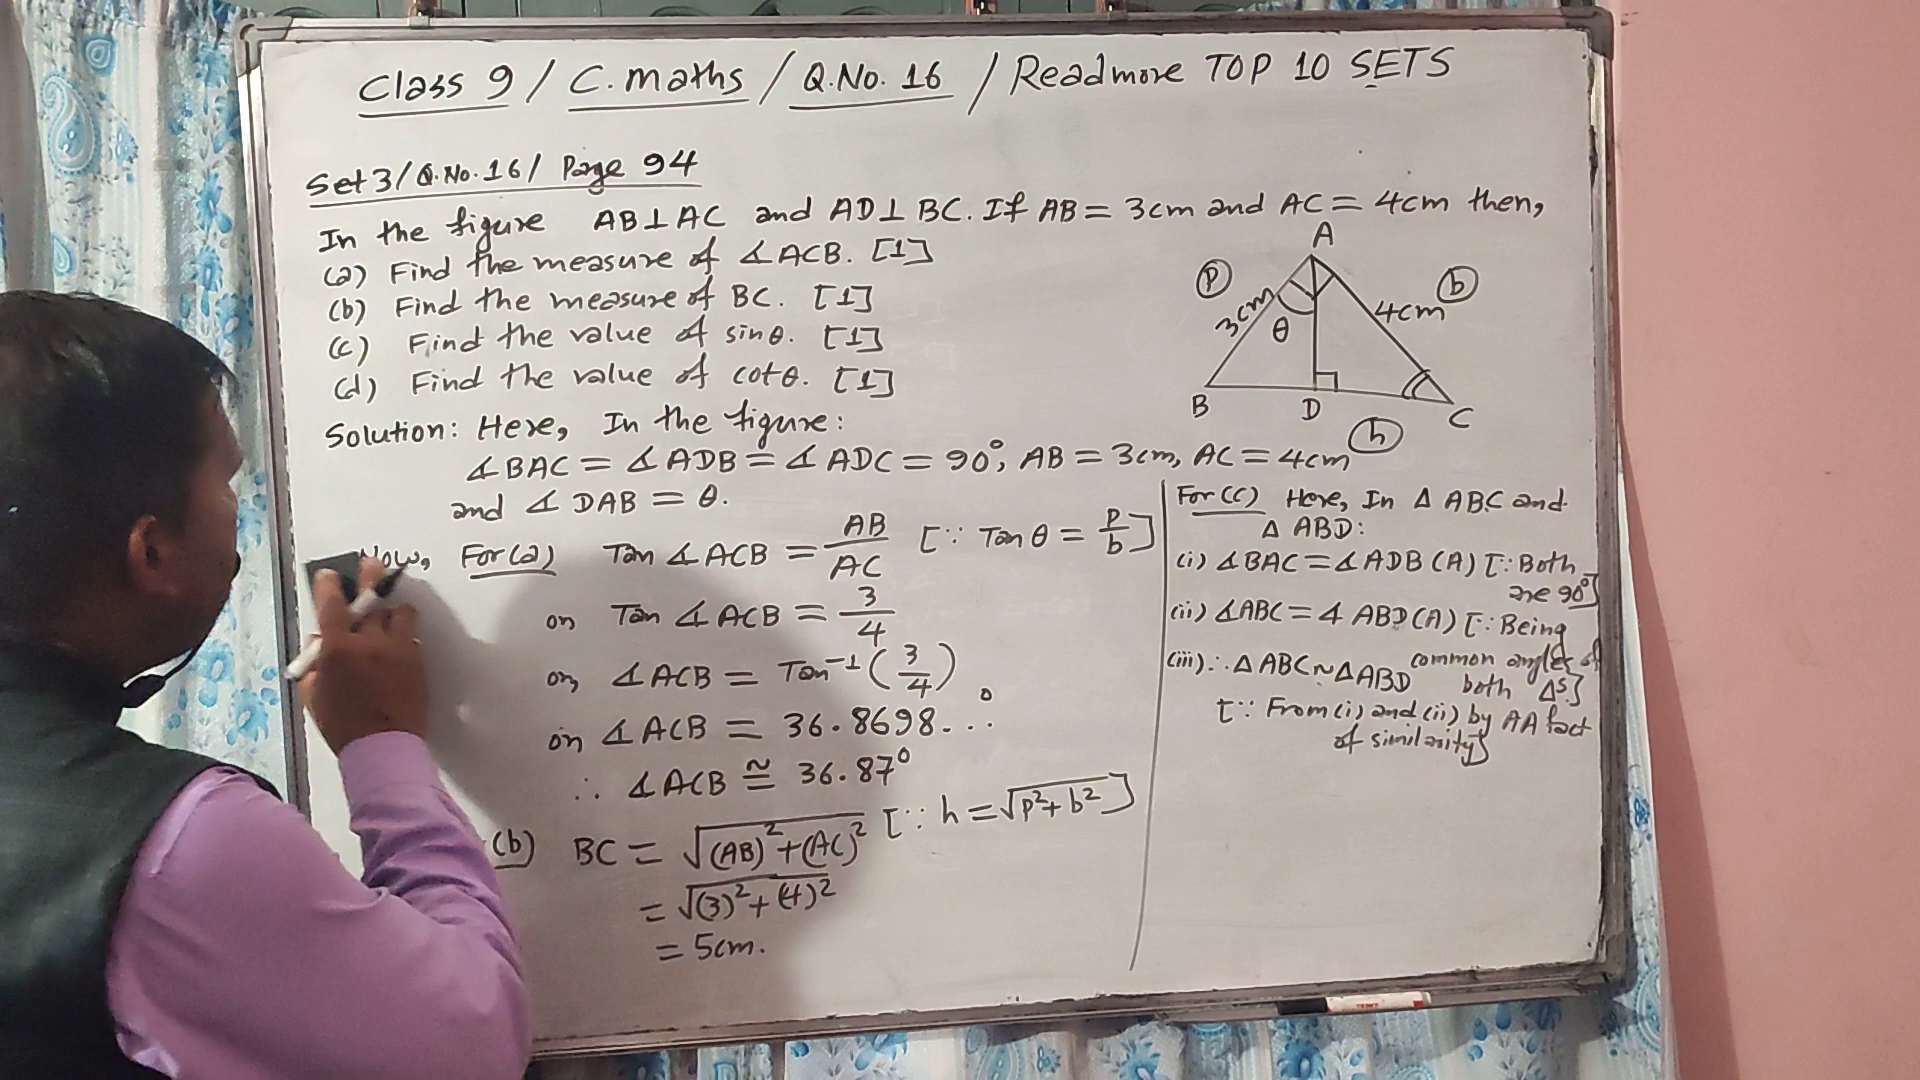 Class 9 / C. maths / Q.No. 16 / Readmore TOP 10 SETS
Set 3 / Q.No. 16 / Page 94
In the figure AB⊥AC and AD⊥BC. If AB = 3cm and AC = 4cm then,
(a) Find the measure of ∡ACB. [1]
(b) Find the measure of BC. [1]
(c) Find the value of sinθ. [1]
(d) Find the value of cotθ. [1]
A
p
b
3cm
4cm
θ
B
D
C
h
Solution: Here, In the figure:
∡BAC = ∡ADB = ∡ADC = 90°, AB = 3cm, AC = 4cm
and ∡DAB = θ.
Now, For (a) Tan ∡ACB = AB/AC [∵ Tanθ = p/b]
or, Tan ∡ACB = 3/4
or, ∡ACB = Tan⁻¹(3/4)
or, ∡ACB = 36.8698...°
∴ ∡ACB ≅ 36.87°
(b) BC = √(AB)²+(AC)² [∵ h = √p²+b²]
= √(3)²+(4)²
= 5cm.
For (c) Here, In Δ ABC and
Δ ABD:
(i) ∡BAC = ∡ADB (A) [∵ Both
are 90°]
(ii) ∡ABC = ∡ABD (A) [∵ Being
common angles of
both Δs]
(iii) ∴ Δ ABC ~ Δ ABD
[∵ From (i) and (ii) by AA fact
of similarity]